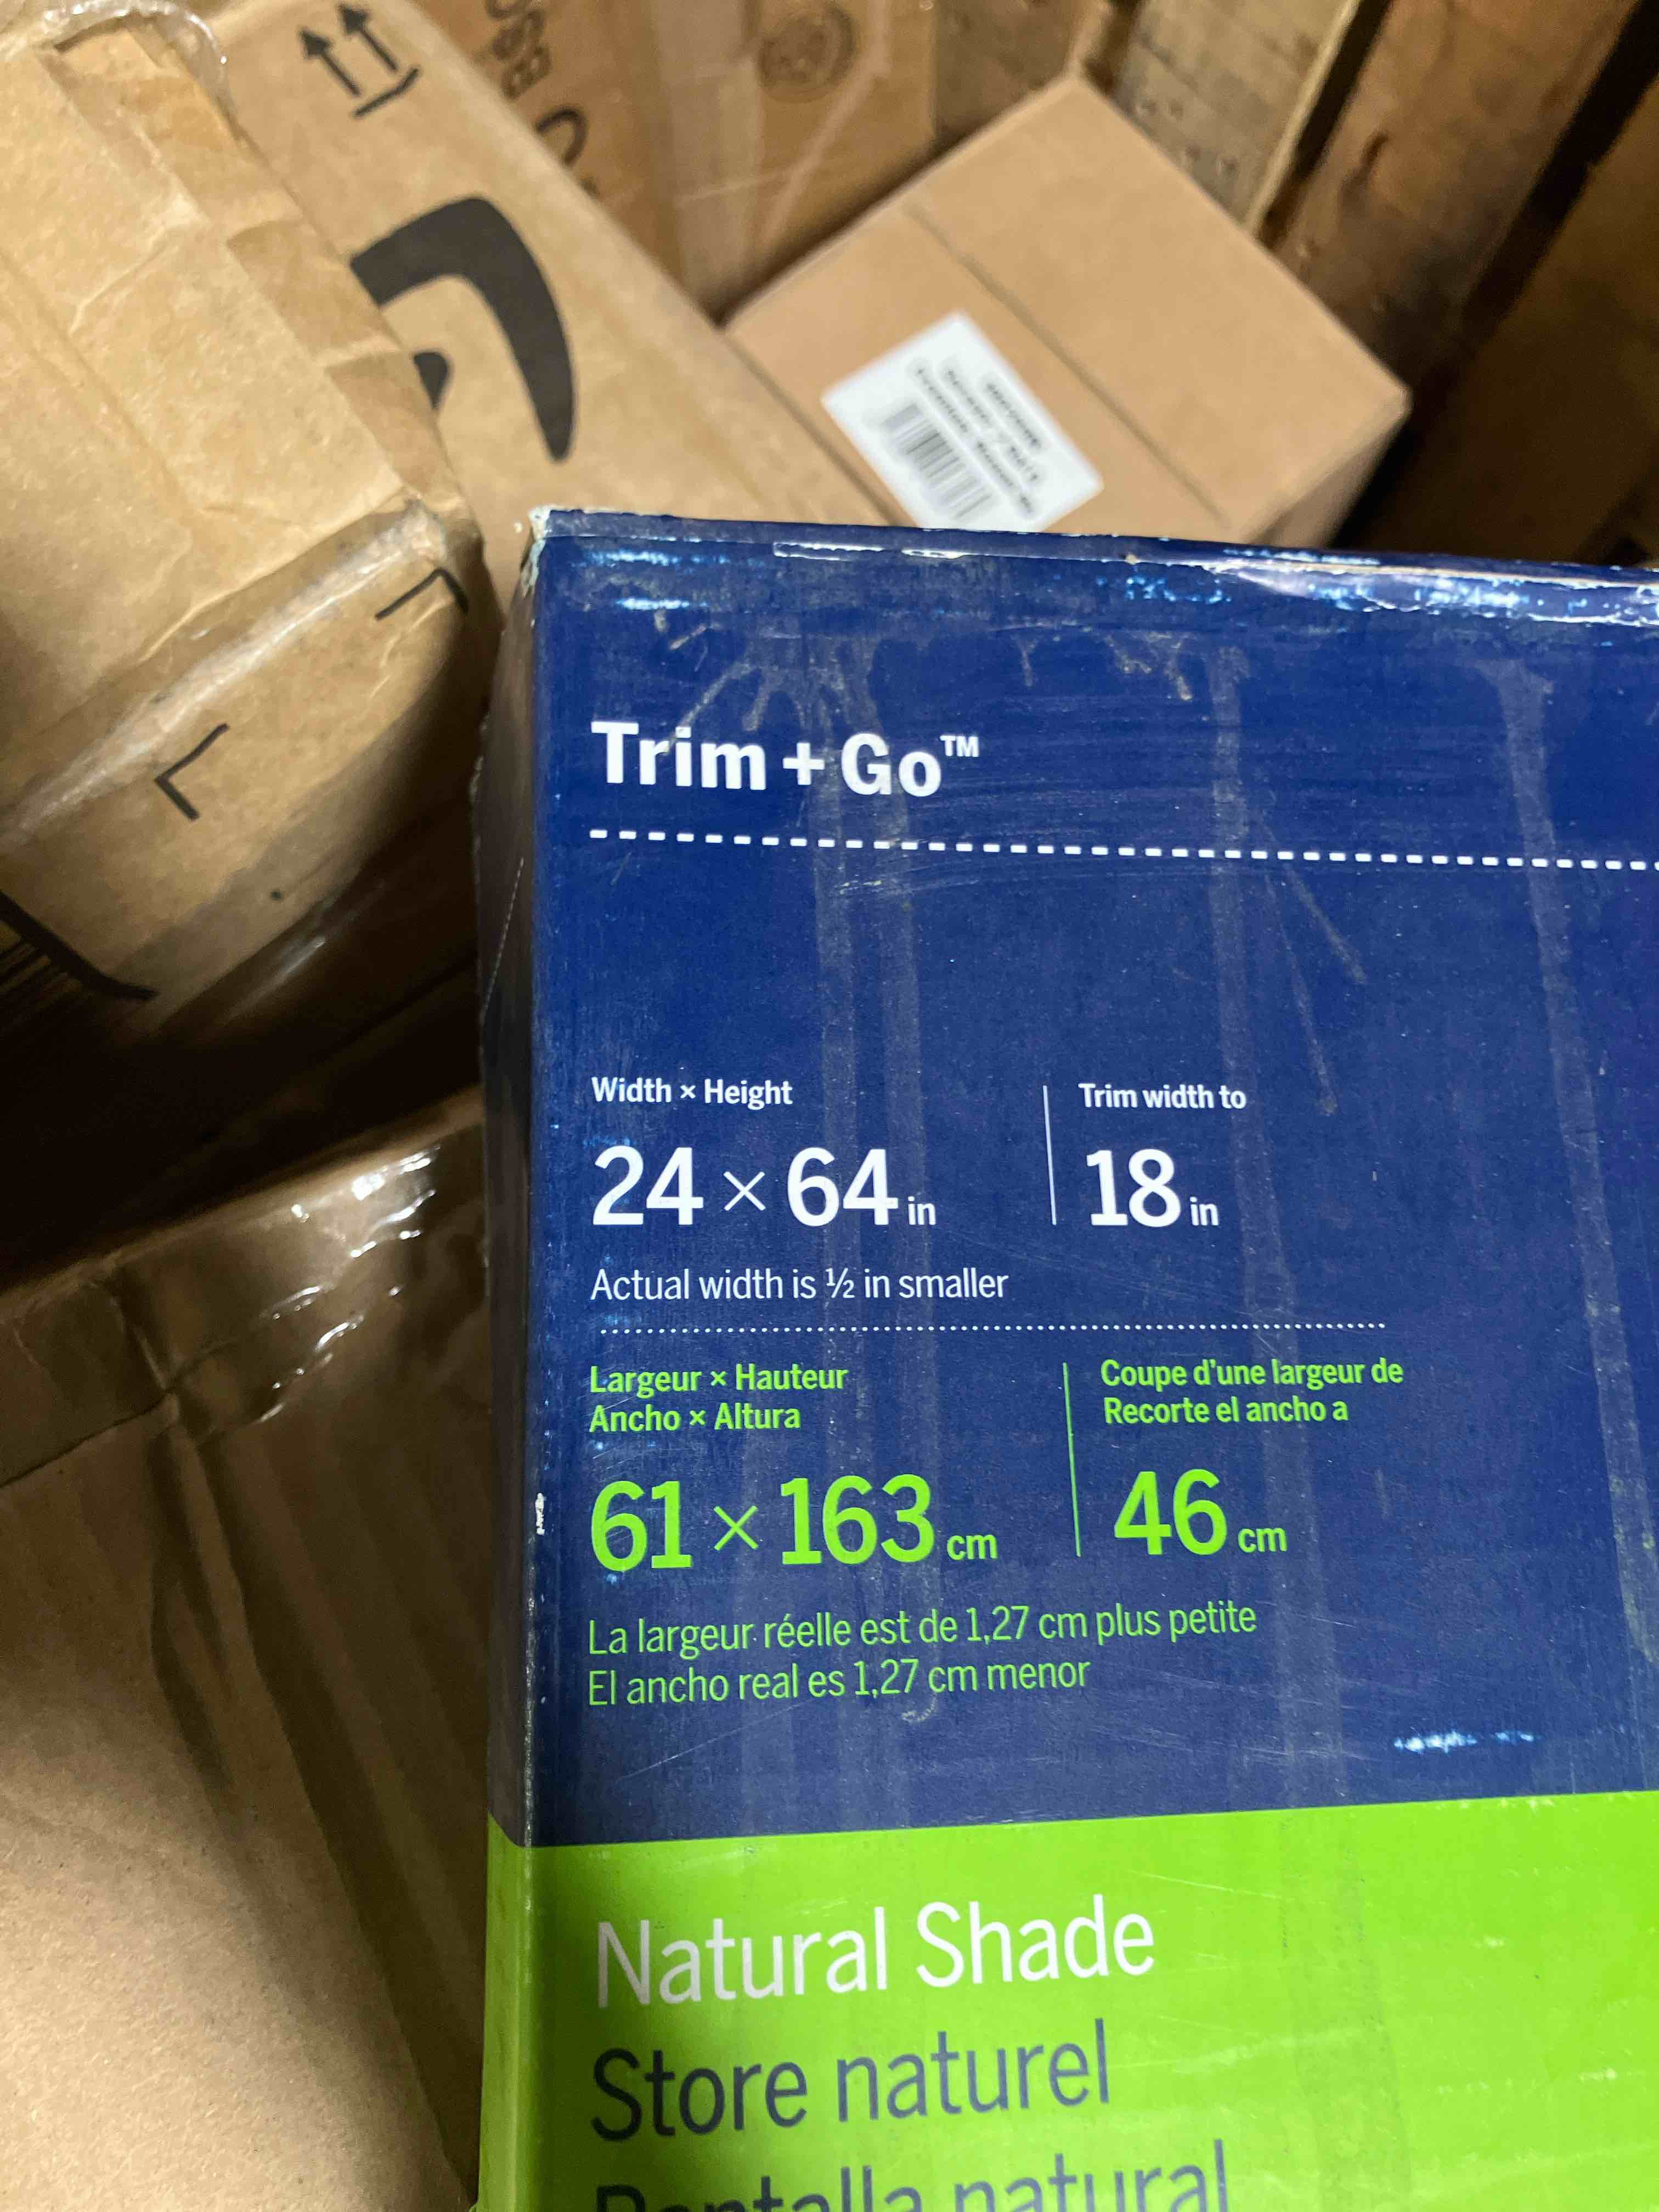 Trim + Go™
Width × Height
Trim width to
24 × 64 in
18 in
Actual width is ½ in smaller
Largeur × Hauteur
Ancho × Altura
Coupe d'une largeur de
Recorte el ancho a
61 × 163 cm
46 cm
La largeur réelle est de 1,27 cm plus petite
El ancho real es 1,27 cm menor
Natural Shade
Store naturel
Pantalla natural